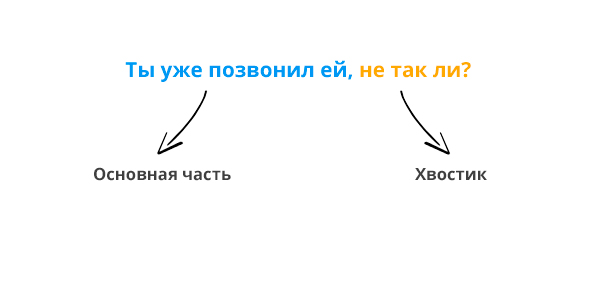 Ты уже позвонил ей, не так ли?
Основная часть
Хвостик